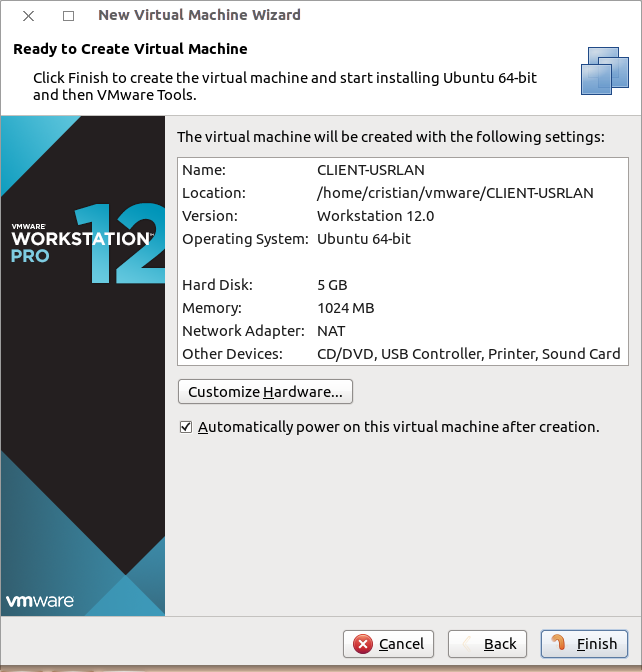 New Virtual Machine Wizard
Ready to Create Virtual Machine
Click Finish to create the virtual machine and start installing Ubuntu 64-bit
and then VMware Tools.
The virtual machine will be created with the following settings:
Name: CLIENT-USRLAN
Location: /home/cristian/vmware/CLIENT-USRLAN
Version: Workstation 12.0
Operating System: Ubuntu 64-bit
Hard Disk: 5 GB
Memory: 1024 MB
Network Adapter: NAT
Other Devices: CD/DVD, USB Controller, Printer, Sound Card
VMWARE
WORKSTATION™
PRO
12
Customize Hardware...
Automatically power on this virtual machine after creation.
vmware
Cancel Back Finish